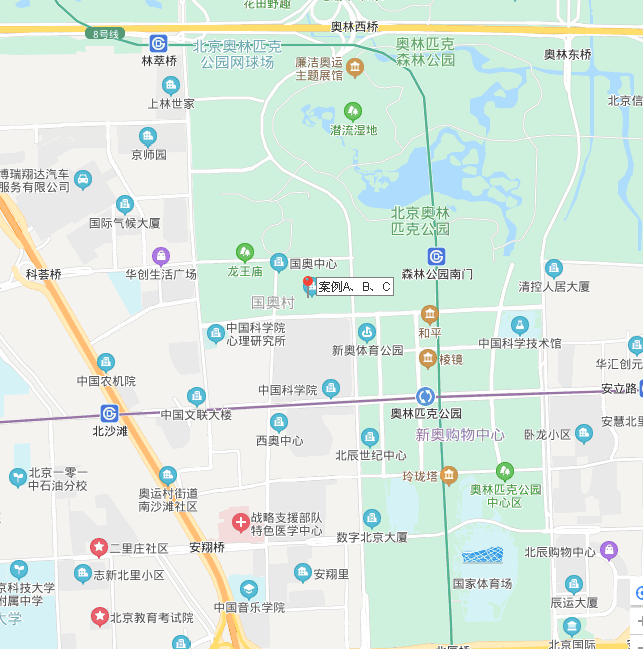 花田野趣
奥林西桥
8号线
林萃桥
北京奥林匹克
公园网球场
奥林匹克
森林公园
奥林东桥
廉洁奥运
主题展馆
上林世家
北京信
潜流湿地
京师园
博瑞翔达汽车
服务有限公司
国际气候大厦
北京奥林
匹克公园
科荟桥
华创生活广场
龙王庙
国奥中心
森林公园南门
清控人居大厦
案例A、B、C
国奥村
中国科学院
心理研究所
新奥体育公园
和平
中国科学技术馆
棱镜
华汇创元
中国农机院
中国科学院
安立路
北沙滩
中国文联大楼
奥林匹克公园
安慧北里
西奥中心
新奥购物中心
卧龙小区
北辰世纪中心
北京一零一
中石油分校
玲珑塔
奥林匹克公园
中心区
奥运村街道
南沙滩社区
战略支援部队
特色医学中心
数字北京大厦
二里庄社区
安翔桥
北辰购物中心
京科技大学
附属中学
志新北里小区
安翔里
国家体育场
大学
中国音乐学院
辰运大厦
北京教育考试院
北京国际